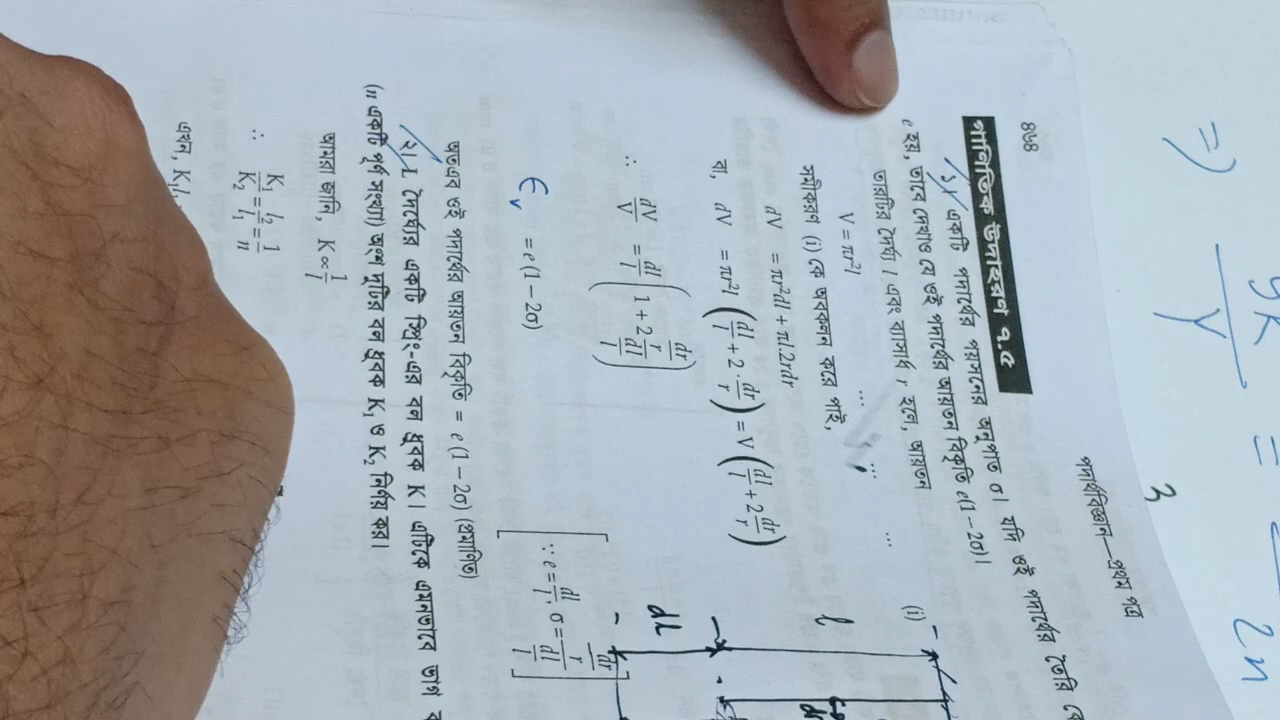 ৪৬৪
পদার্থবিজ্ঞান—প্রথম পত্র
গাণিতিক উদাহরণ ৭.৫
১। একটি পদার্থের পয়সনের অনুপাত σ। যদি ওই পদার্থের তৈরি
e হয়, তবে দেখাও যে ওই পদার্থের আয়তন বিকৃতি e(1 – 2σ)।
তারটির দৈর্ঘ্য l এবং ব্যাসার্ধ r হলে, আয়তন
V = πr²l ... ... ... (i)
সমীকরণ (i) কে অবকলন করে পাই,
dV = πr²dl + πl.2rdr
বা, dV = πr²l (dl/l + 2 · dr/r) = V (dl/l + 2 dr/r)
∴ dV/V = dl/l (1 + 2 (dr/r)/(dl/l))
ϵᵥ = e (1 – 2σ) [∵ e = dl/l, σ = (dr/r)/(dl/l)]
অতএব ওই পদার্থের আয়তন বিকৃতি = e (1 – 2σ) (প্রমাণিত)
২। L দৈর্ঘ্যের একটি স্প্রিং-এর বল ধ্রুবক K। এটিকে এমনভাবে ভাগ
(n একটি পূর্ণ সংখ্যা) অংশ দুটির বল ধ্রুবক K₁ ও K₂ নির্ণয় কর।
আমরা জানি, K ∝ 1/l
∴ K₁/K₂ = l₂/l₁ = 1/n
এখন, K₁l
l
dl
=) yk/Y =
3
2n